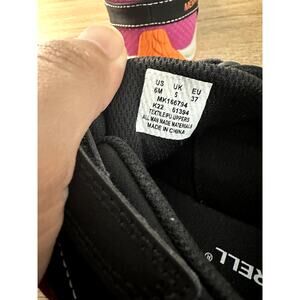 MER
US UK EU
6M 5 37
MK166794
K22 61394
TEXTILE/PU UPPERS
ALL MAN MADE MATERIALS
MADE IN CHINA
RELL®